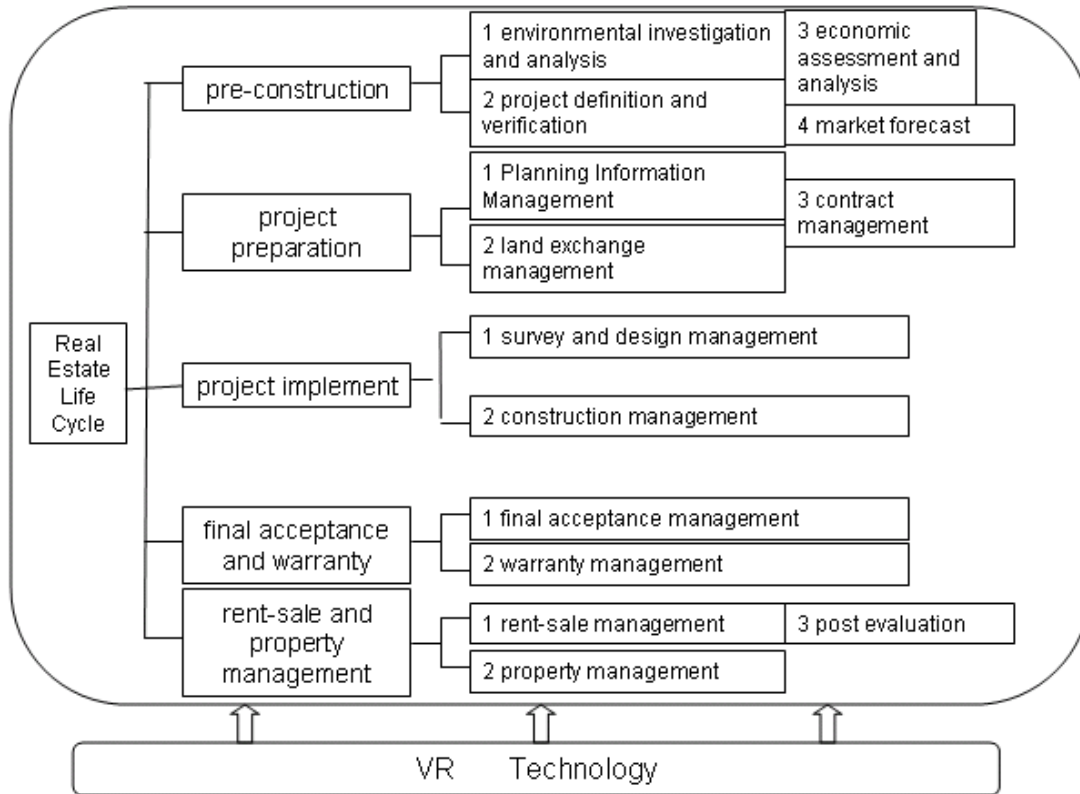 Real
Estate
Life
Cycle
pre-construction
1 environmental investigation
and analysis
2 project definition and
verification
3 economic
assessment and
analysis
4 market forecast
project
preparation
1 Planning Information
Management
2 land exchange
management
3 contract
management
project implement
1 survey and design management
2 construction management
final acceptance
and warranty
1 final acceptance management
2 warranty management
rent-sale and
property
management
1 rent-sale management
2 property management
3 post evaluation
VR Technology